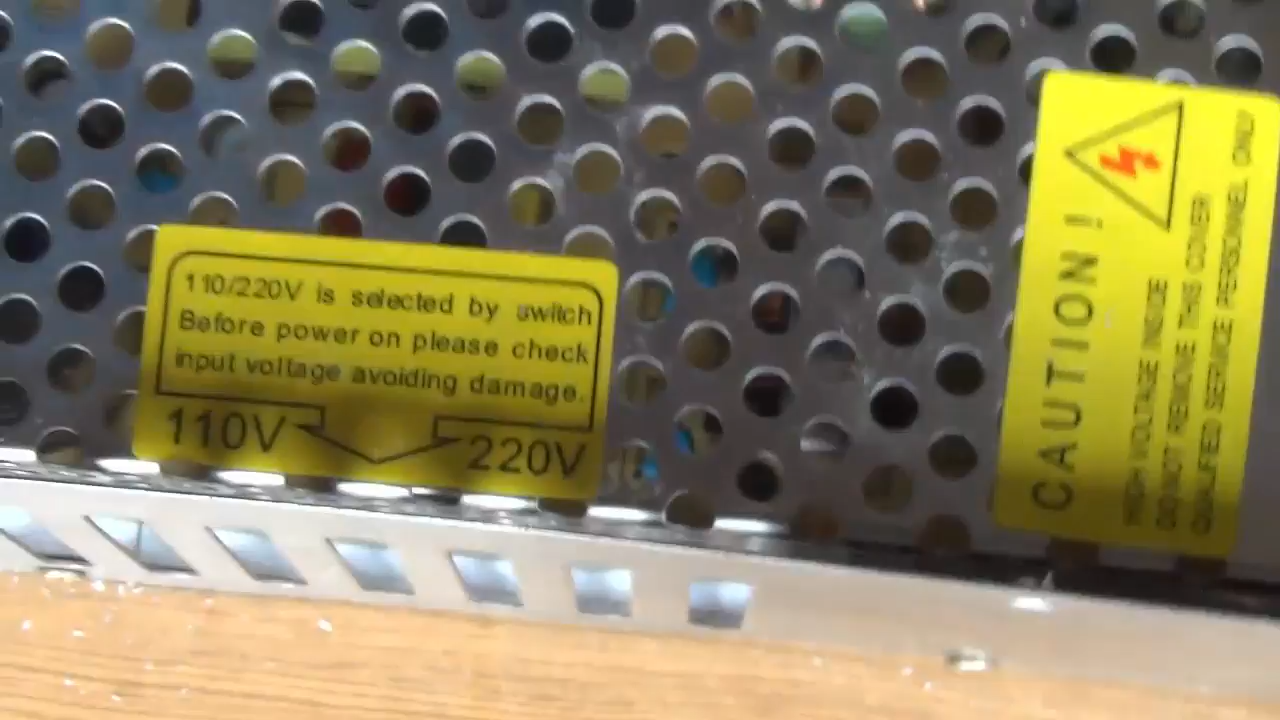 110/220V is selected by switch
Before power on please check
input voltage avoiding damage.
110V 220V
CAUTION !
HIGH VOLTAGE INSIDE
DO NOT REMOVE THIS COVER
QUALIFIED SERVICE PERSONNEL ONLY